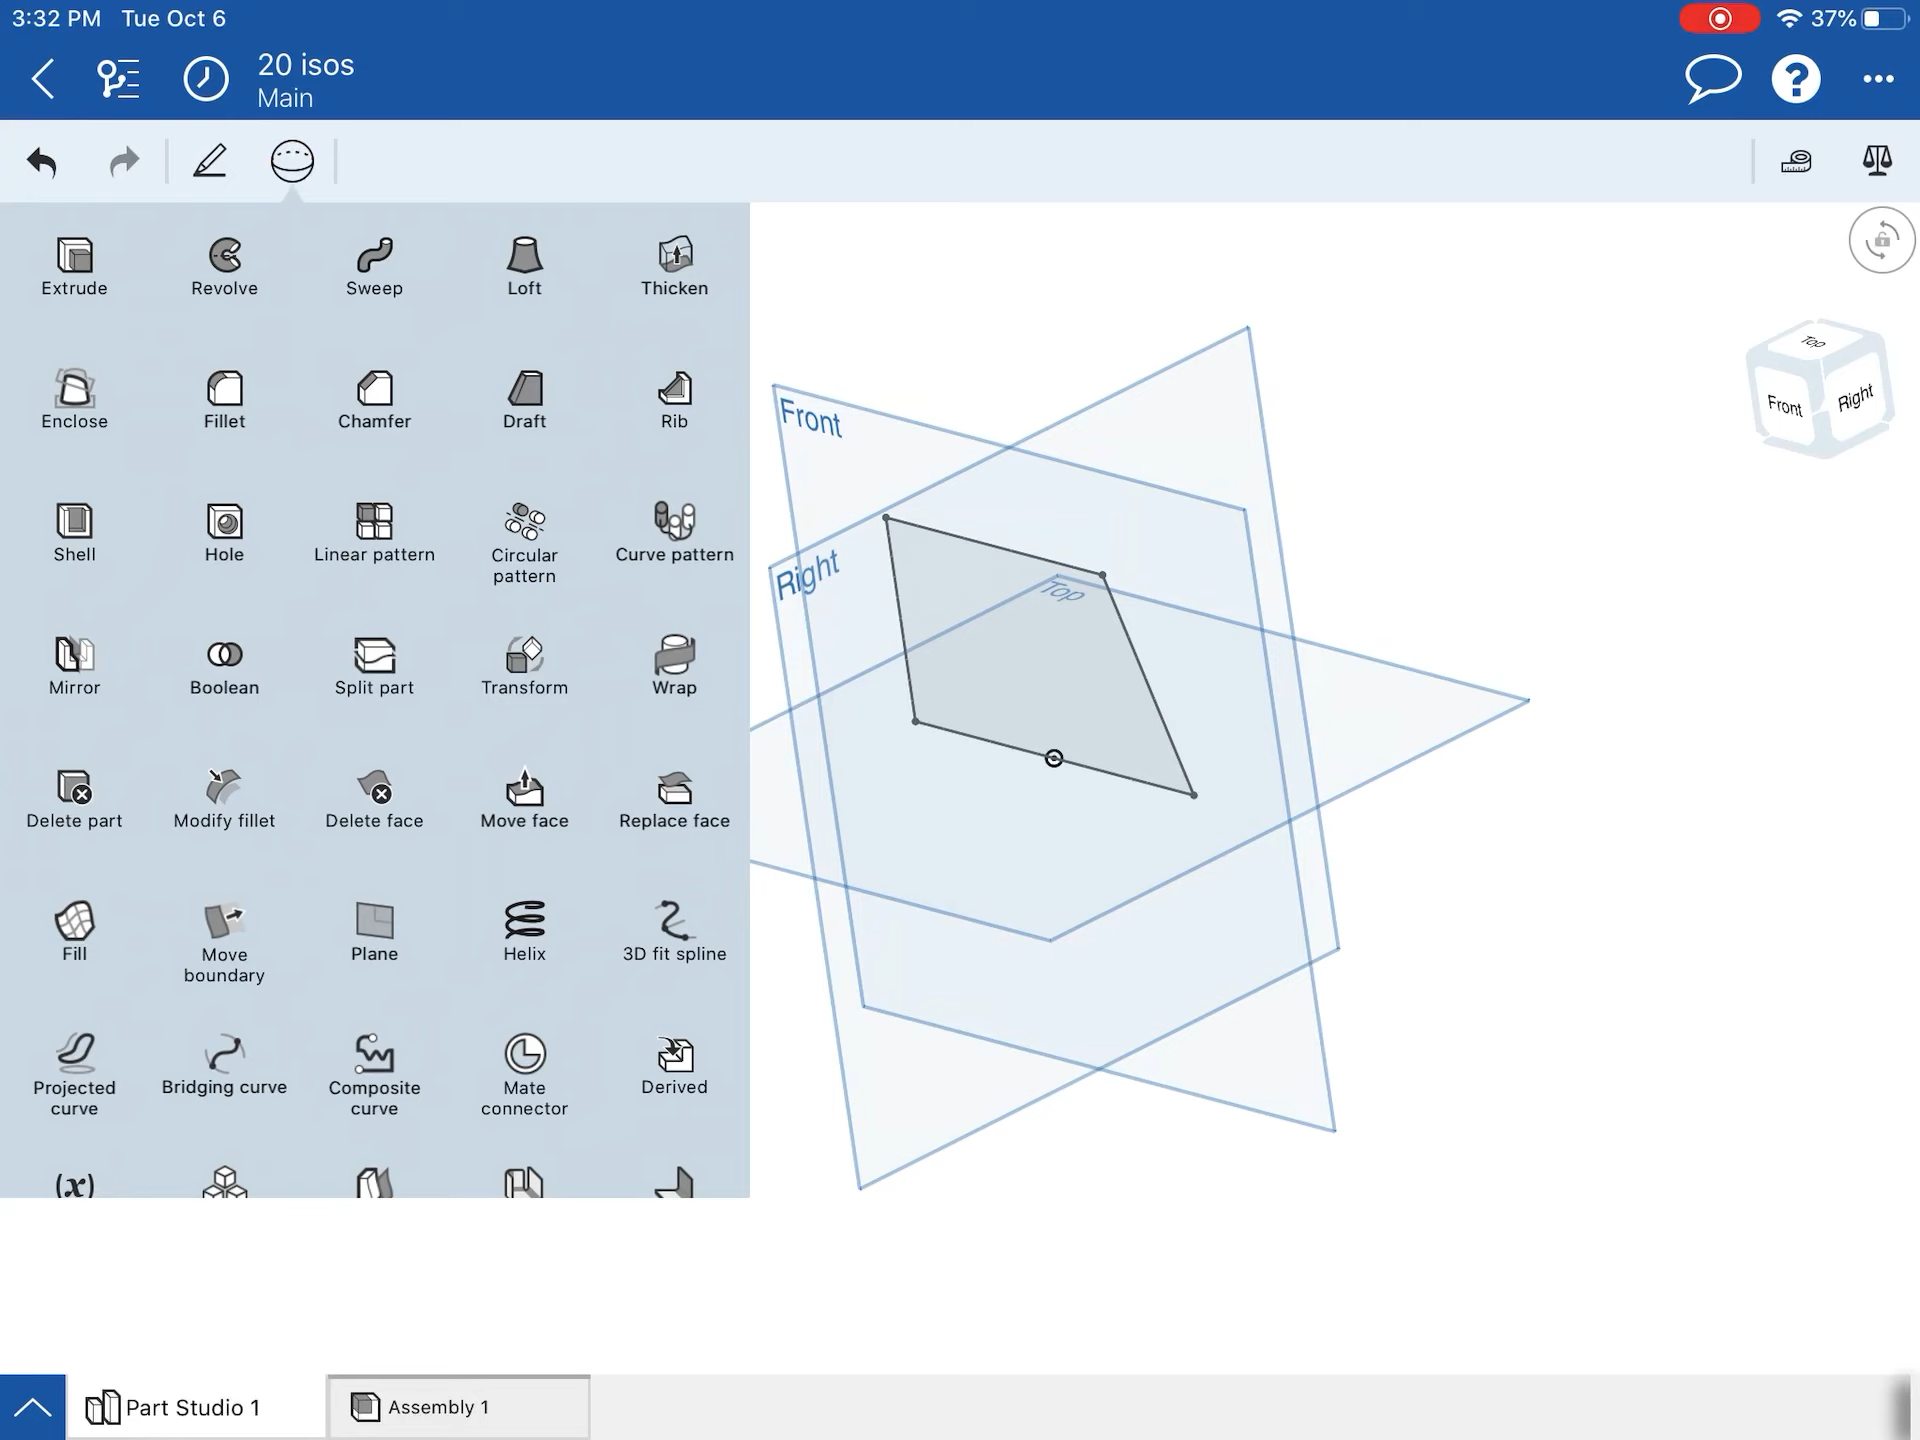 3:32 PM Tue Oct 6
37%
20 isos
Main
Extrude Revolve Sweep Loft Thicken
Enclose Fillet Chamfer Draft Rib
Shell Hole Linear pattern Circular pattern Curve pattern
Mirror Boolean Split part Transform Wrap
Delete part Modify fillet Delete face Move face Replace face
Fill Move boundary Plane Helix 3D fit spline
Projected curve Bridging curve Composite curve Mate connector Derived
(x)
Front
Right
Top
Top
Front
Right
Part Studio 1
Assembly 1